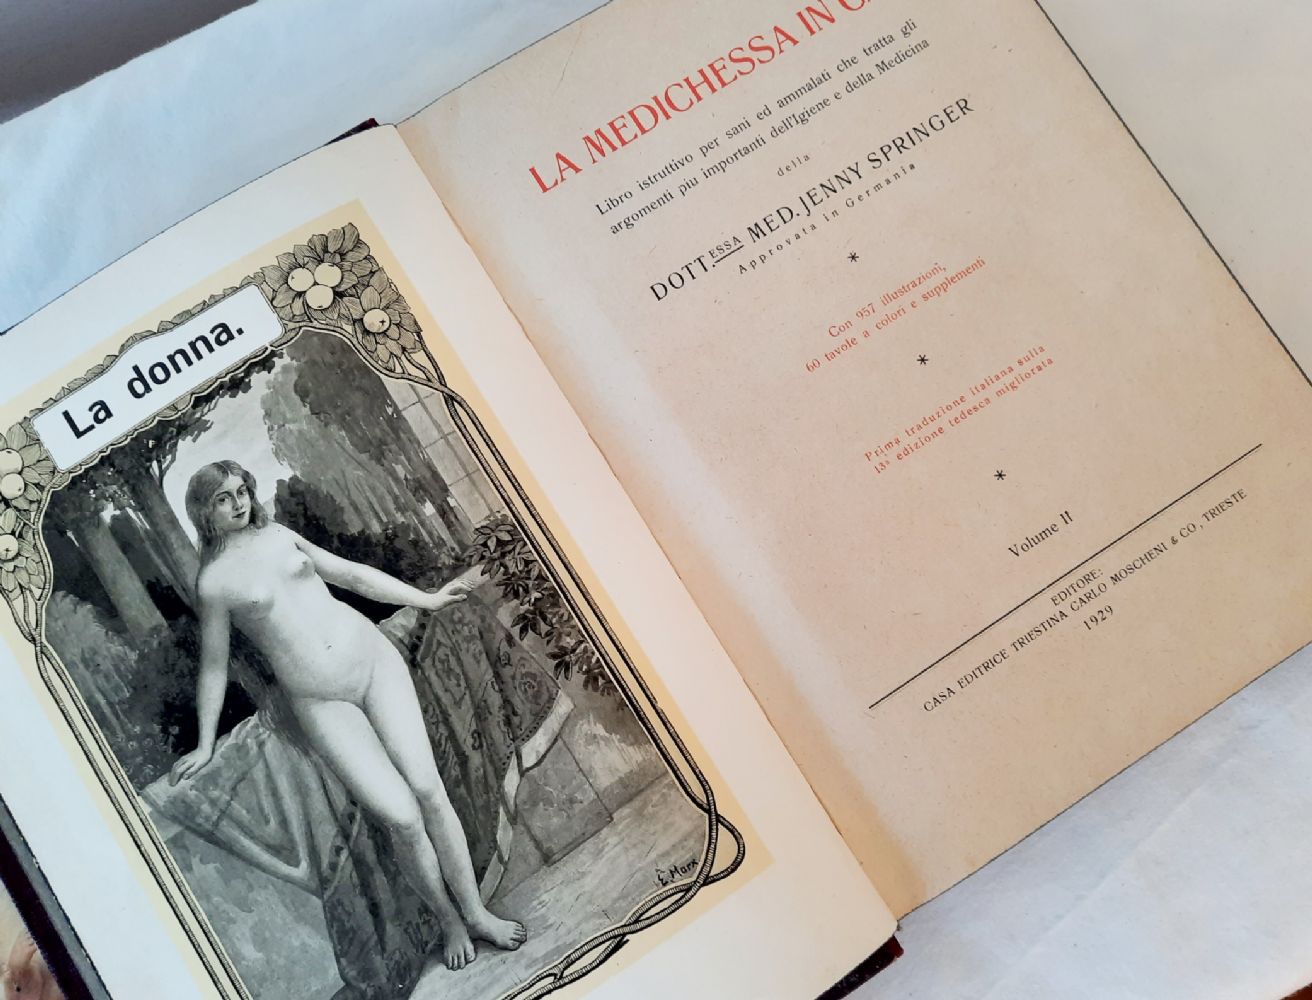 La donna.
E. Marx
LA MEDICHESSA IN
Libro istruttivo per sani ed ammalati che tratta gli
argomenti piu importanti dell'Igiene e della Medicina
della
DOTT.ESSA MED. JENNY SPRINGER
Approvata in Germania
*
Con 957 illustrazioni,
60 tavole a colori e supplementi
*
Prima traduzione italiana sulla
13ª edizione tedesca migliorata
*
Volume II
EDITORE:
CASA EDITRICE TRIESTINA CARLO MOSCHENI & CO, TRIESTE
1929